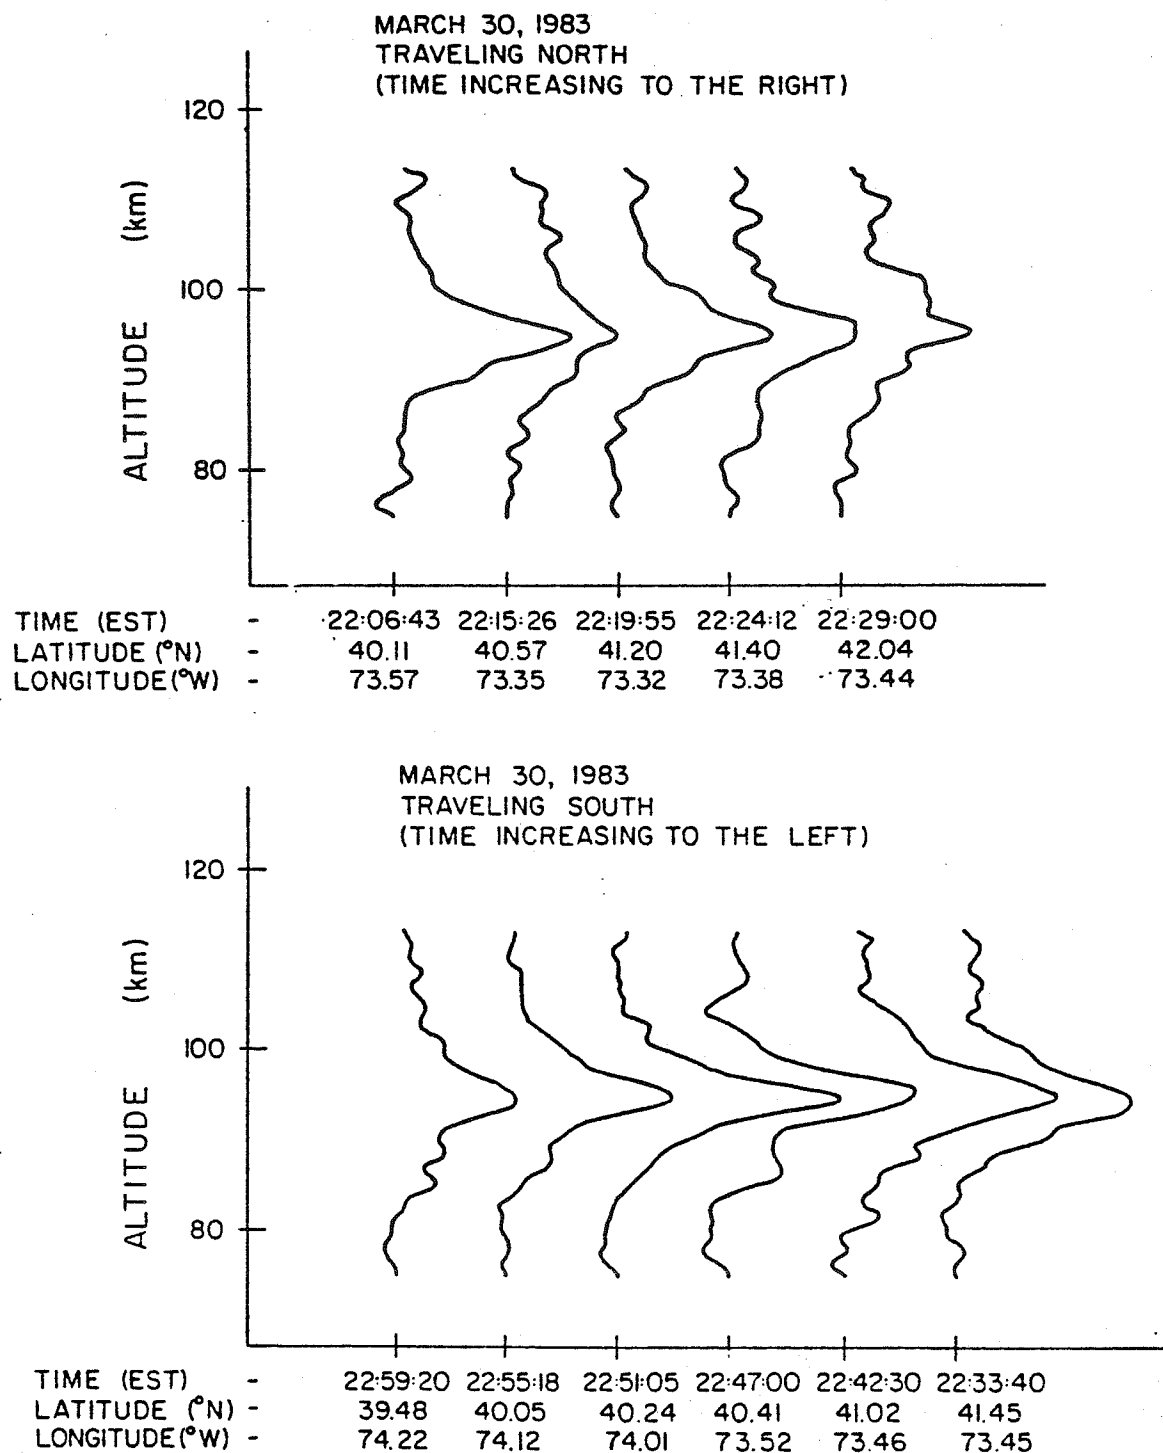 MARCH 30, 1983
TRAVELING NORTH
(TIME INCREASING TO THE RIGHT)
120
100
80
ALTITUDE (km)
TIME (EST) - 22:06:43 22:15:26 22:19:55 22:24:12 22:29:00
LATITUDE (°N) - 40.11 40.57 41.20 41.40 42.04
LONGITUDE (°W) - 73.57 73.35 73.32 73.38 73.44
MARCH 30, 1983
TRAVELING SOUTH
(TIME INCREASING TO THE LEFT)
120
100
80
ALTITUDE (km)
TIME (EST) - 22:59:20 22:55:18 22:51:05 22:47:00 22:42:30 22:33:40
LATITUDE (°N) - 39.48 40.05 40.24 40.41 41.02 41.45
LONGITUDE (°W) - 74.22 74.12 74.01 73.52 73.46 73.45